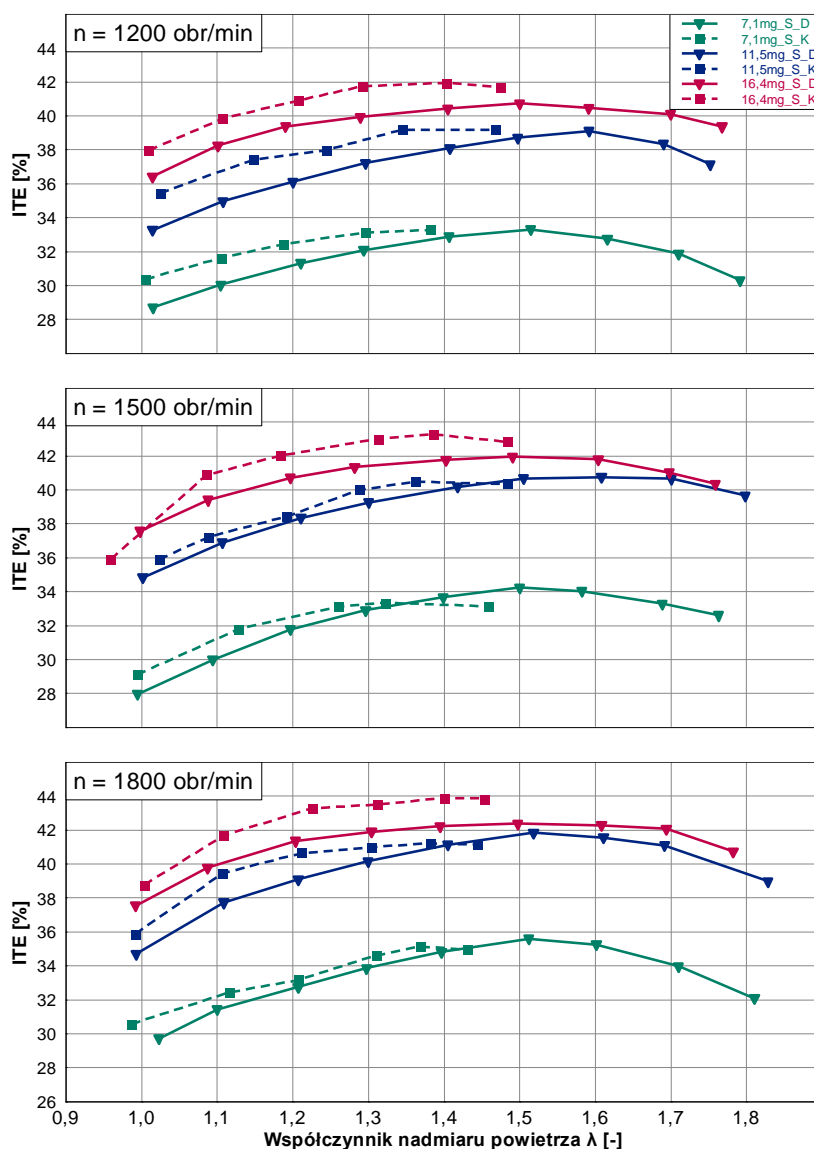 n = 1200 obr/min
7,1mg_S_D
7,1mg_S_K
11,5mg_S_D
11,5mg_S_K
16,4mg_S_D
16,4mg_S_K
44
42
40
38
36
34
32
30
28
ITE [%]
n = 1500 obr/min
44
42
40
38
36
34
32
30
28
ITE [%]
n = 1800 obr/min
44
42
40
38
36
34
32
30
28
26
ITE [%]
0,9 1,0 1,1 1,2 1,3 1,4 1,5 1,6 1,7 1,8
Współczynnik nadmiaru powietrza λ [-]